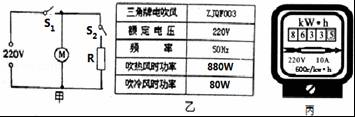 S₁
S₂
220V
M
R
甲
三角牌电吹风 ZJQF003
额定电压 220V
频率 50Hz
吹热风时功率 880W
吹冷风时功率 80W
乙
kW•h
8 6 3 3 5
220V 10A
600r/kw•h
丙